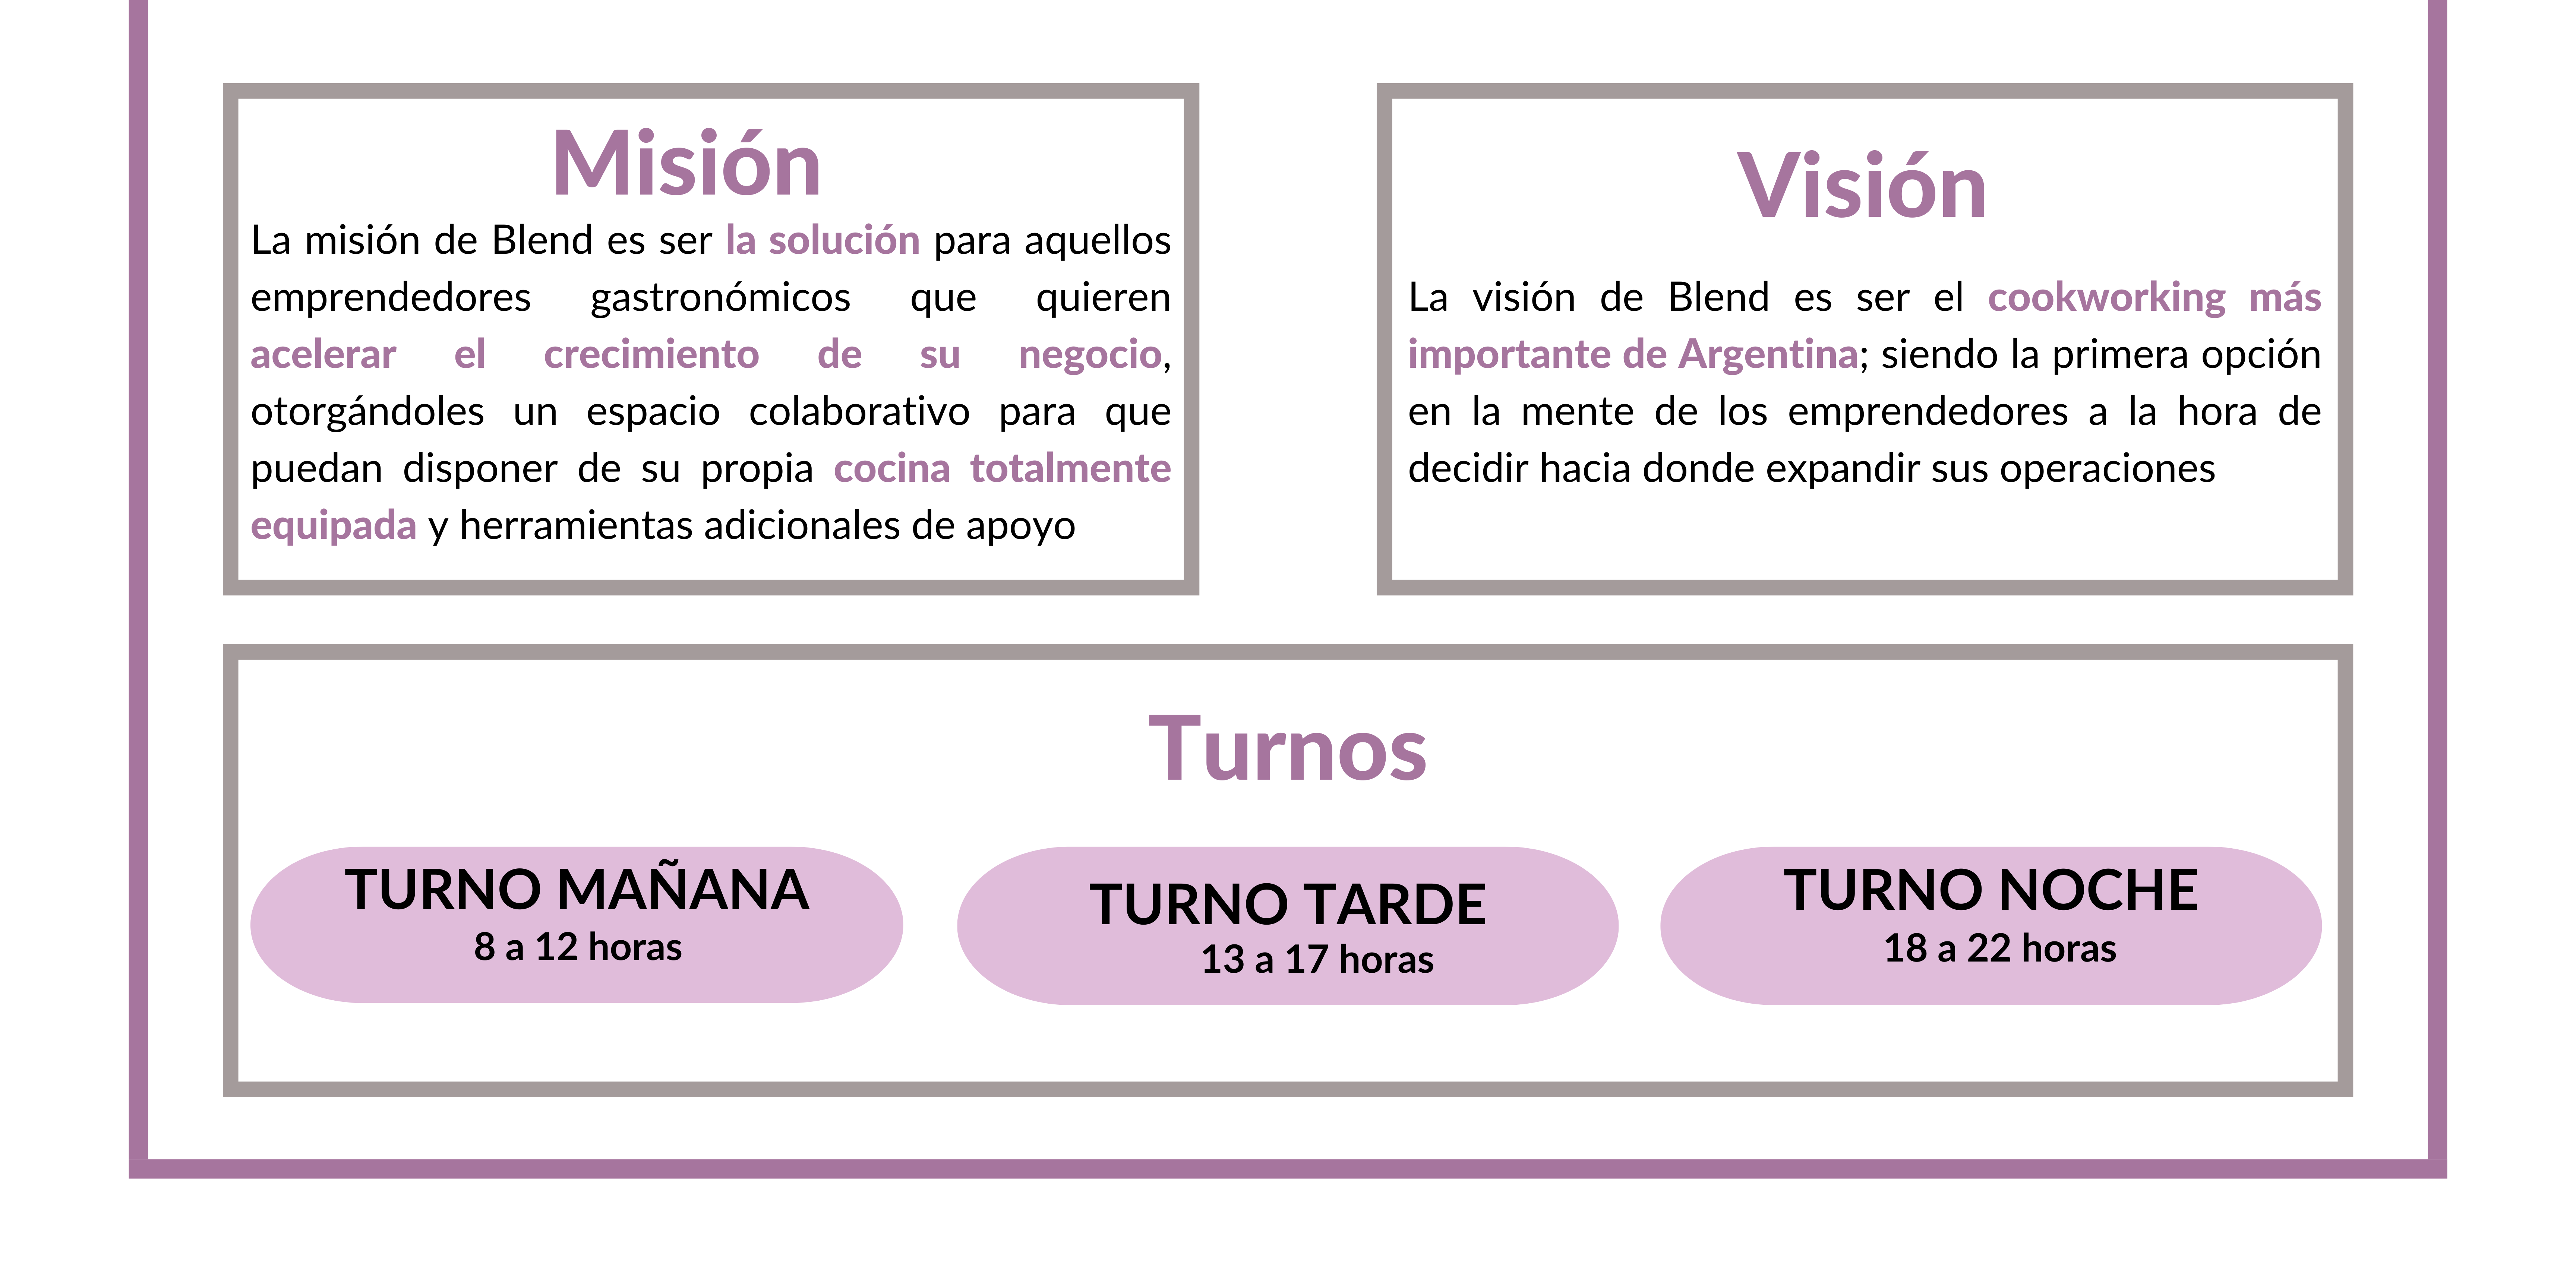 Misión
La misión de Blend es ser la solución para aquellos
emprendedores gastronómicos que quieren
acelerar el crecimiento de su negocio,
otorgándoles un espacio colaborativo para que
puedan disponer de su propia cocina totalmente
equipada y herramientas adicionales de apoyo
Visión
La visión de Blend es ser el cookworking más
importante de Argentina; siendo la primera opción
en la mente de los emprendedores a la hora de
decidir hacia donde expandir sus operaciones
Turnos
TURNO MAÑANA
8 a 12 horas
TURNO TARDE
13 a 17 horas
TURNO NOCHE
18 a 22 horas